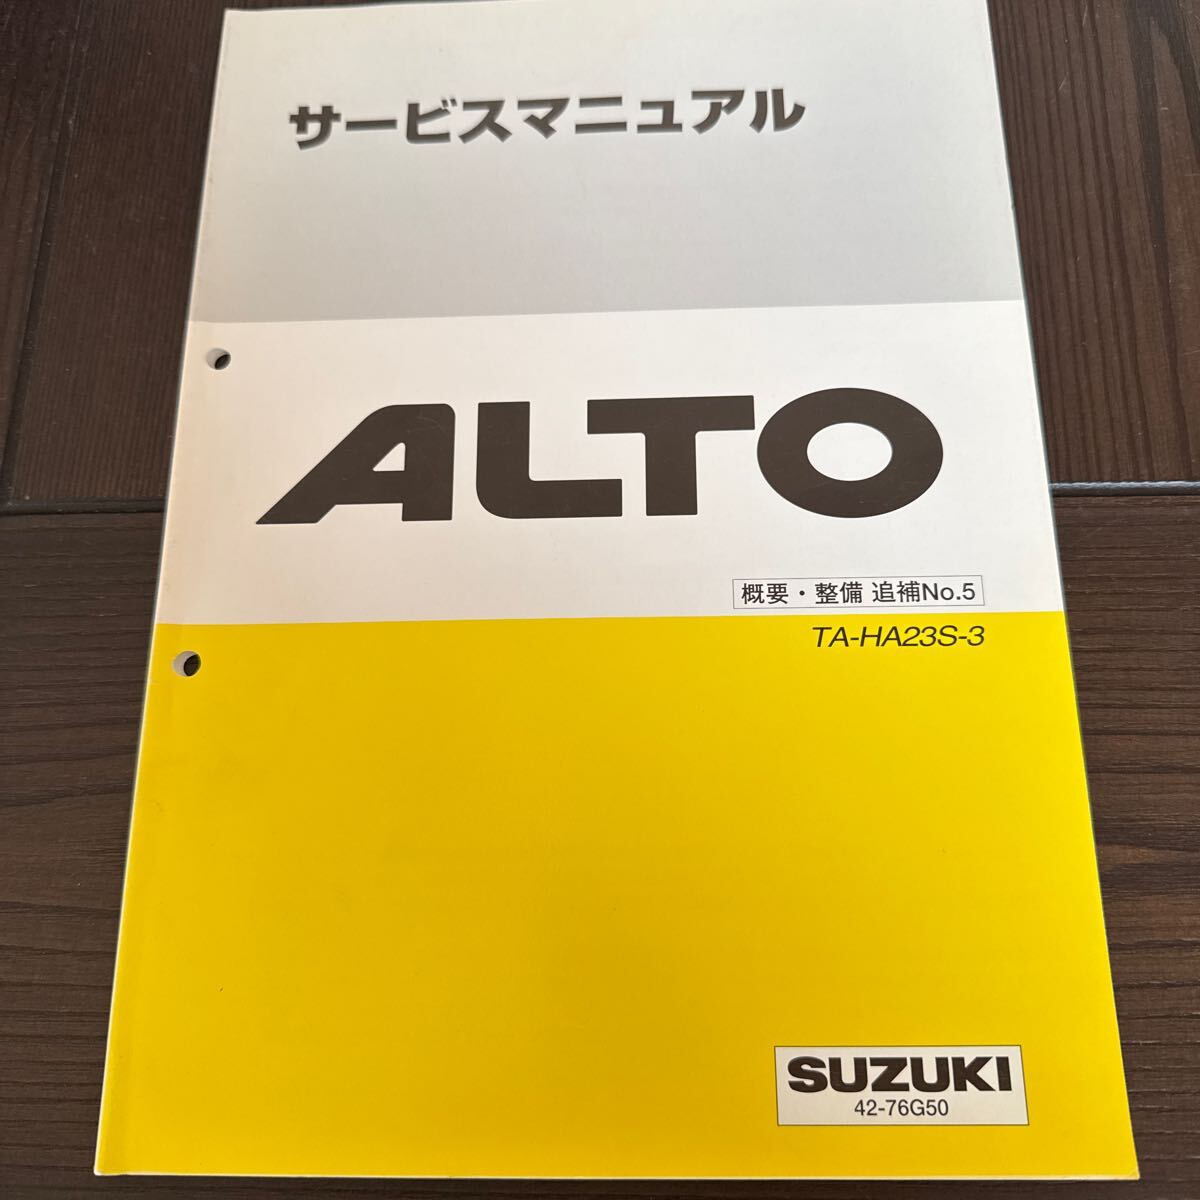 サービスマニュアル
ALTO
概要・整備 追補No.5
TA-HA23S-3
SUZUKI
42-76G50